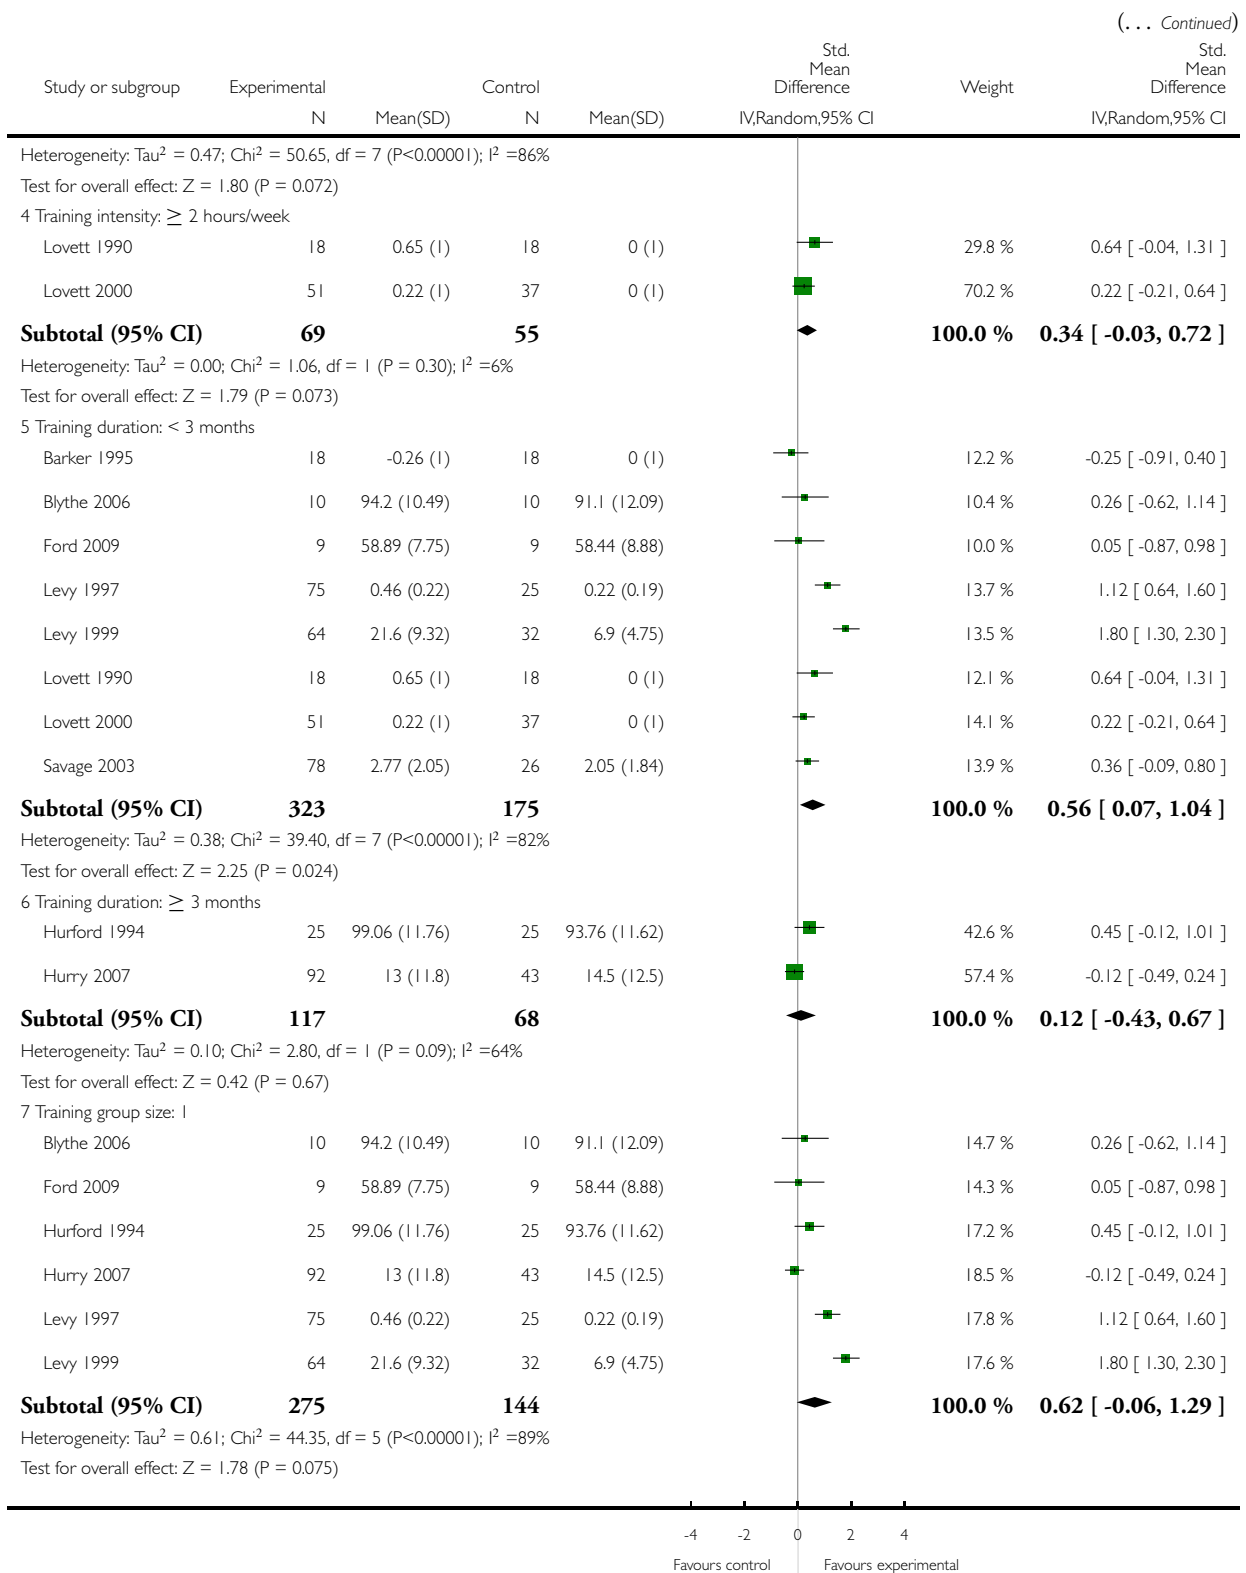 (... Continued)
Study or subgroup Experimental Control Std. Mean Difference Weight Std. Mean Difference
N Mean(SD) N Mean(SD) IV,Random,95% CI IV,Random,95% CI
Heterogeneity: Tau² = 0.47; Chi² = 50.65, df = 7 (P<0.00001); I² =86%
Test for overall effect: Z = 1.80 (P = 0.072)
4 Training intensity: ≥ 2 hours/week
Lovett 1990 18 0.65 (1) 18 0 (1) 29.8 % 0.64 [ -0.04, 1.31 ]
Lovett 2000 51 0.22 (1) 37 0 (1) 70.2 % 0.22 [ -0.21, 0.64 ]
Subtotal (95% CI) 69 55 100.0 % 0.34 [ -0.03, 0.72 ]
Heterogeneity: Tau² = 0.00; Chi² = 1.06, df = 1 (P = 0.30); I² =6%
Test for overall effect: Z = 1.79 (P = 0.073)
5 Training duration: < 3 months
Barker 1995 18 -0.26 (1) 18 0 (1) 12.2 % -0.25 [ -0.91, 0.40 ]
Blythe 2006 10 94.2 (10.49) 10 91.1 (12.09) 10.4 % 0.26 [ -0.62, 1.14 ]
Ford 2009 9 58.89 (7.75) 9 58.44 (8.88) 10.0 % 0.05 [ -0.87, 0.98 ]
Levy 1997 75 0.46 (0.22) 25 0.22 (0.19) 13.7 % 1.12 [ 0.64, 1.60 ]
Levy 1999 64 21.6 (9.32) 32 6.9 (4.75) 13.5 % 1.80 [ 1.30, 2.30 ]
Lovett 1990 18 0.65 (1) 18 0 (1) 12.1 % 0.64 [ -0.04, 1.31 ]
Lovett 2000 51 0.22 (1) 37 0 (1) 14.1 % 0.22 [ -0.21, 0.64 ]
Savage 2003 78 2.77 (2.05) 26 2.05 (1.84) 13.9 % 0.36 [ -0.09, 0.80 ]
Subtotal (95% CI) 323 175 100.0 % 0.56 [ 0.07, 1.04 ]
Heterogeneity: Tau² = 0.38; Chi² = 39.40, df = 7 (P<0.00001); I² =82%
Test for overall effect: Z = 2.25 (P = 0.024)
6 Training duration: ≥ 3 months
Hurford 1994 25 99.06 (11.76) 25 93.76 (11.62) 42.6 % 0.45 [ -0.12, 1.01 ]
Hurry 2007 92 13 (11.8) 43 14.5 (12.5) 57.4 % -0.12 [ -0.49, 0.24 ]
Subtotal (95% CI) 117 68 100.0 % 0.12 [ -0.43, 0.67 ]
Heterogeneity: Tau² = 0.10; Chi² = 2.80, df = 1 (P = 0.09); I² =64%
Test for overall effect: Z = 0.42 (P = 0.67)
7 Training group size: 1
Blythe 2006 10 94.2 (10.49) 10 91.1 (12.09) 14.7 % 0.26 [ -0.62, 1.14 ]
Ford 2009 9 58.89 (7.75) 9 58.44 (8.88) 14.3 % 0.05 [ -0.87, 0.98 ]
Hurford 1994 25 99.06 (11.76) 25 93.76 (11.62) 17.2 % 0.45 [ -0.12, 1.01 ]
Hurry 2007 92 13 (11.8) 43 14.5 (12.5) 18.5 % -0.12 [ -0.49, 0.24 ]
Levy 1997 75 0.46 (0.22) 25 0.22 (0.19) 17.8 % 1.12 [ 0.64, 1.60 ]
Levy 1999 64 21.6 (9.32) 32 6.9 (4.75) 17.6 % 1.80 [ 1.30, 2.30 ]
Subtotal (95% CI) 275 144 100.0 % 0.62 [ -0.06, 1.29 ]
Heterogeneity: Tau² = 0.61; Chi² = 44.35, df = 5 (P<0.00001); I² =89%
Test for overall effect: Z = 1.78 (P = 0.075)
-4 -2 0 2 4
Favours control Favours experimental